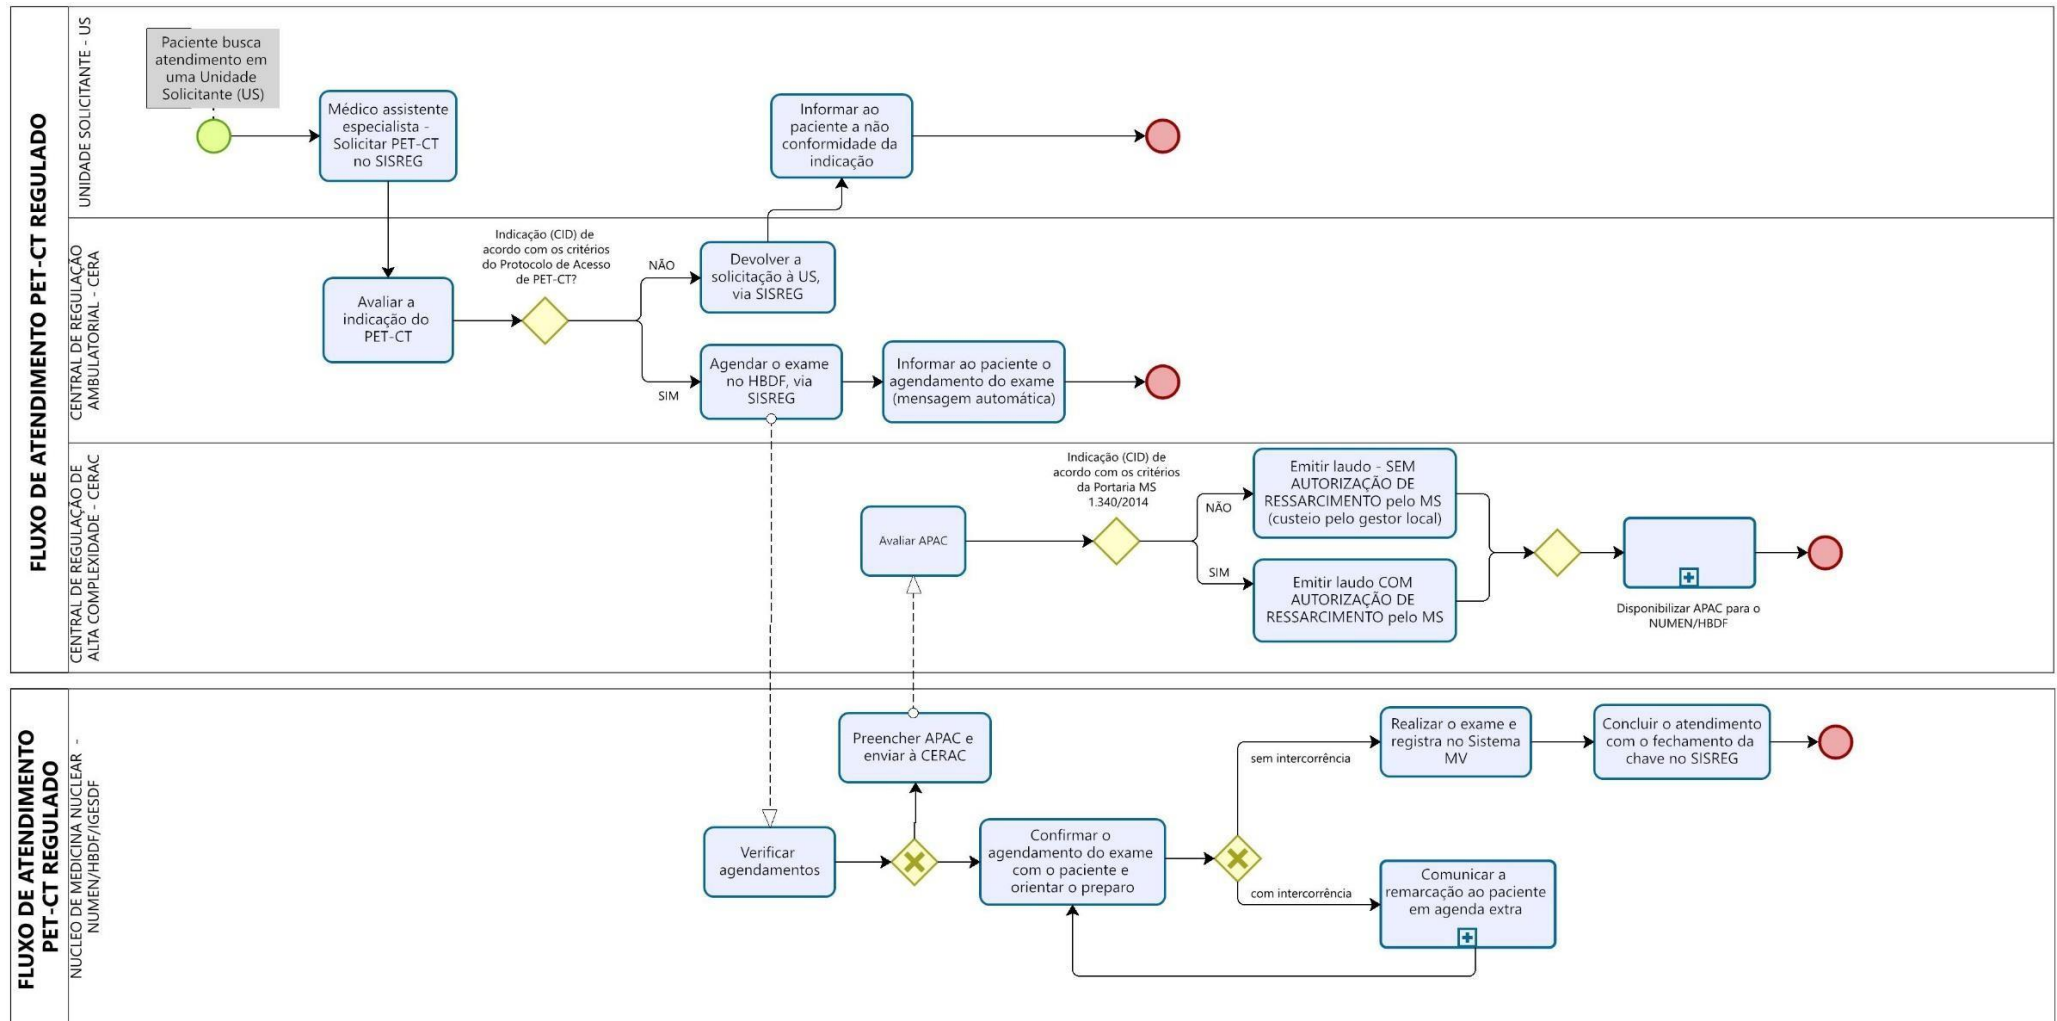 FLUXO DE ATENDIMENTO PET-CT REGULADO
UNIDADE SOLICITANTE - US
Paciente busca
atendimento em
uma Unidade
Solicitante (US)
Médico assistente
especialista -
Solicitar PET-CT
no SISREG
Informar ao
paciente a não
conformidade da
indicação
CENTRAL DE REGULAÇÃO
AMBULATORIAL - CERA
Avaliar a
indicação do
PET-CT
Indicação (CID) de
acordo com os critérios
do Protocolo de Acesso
de PET-CT?
NÃO
Devolver a
solicitação à US,
via SISREG
SIM
Agendar o exame
no HBDF, via
SISREG
Informar ao paciente o
agendamento do exame
(mensagem automática)
CENTRAL DE REGULAÇÃO DE
ALTA COMPLEXIDADE - CERAC
Avaliar APAC
Indicação (CID) de
acordo com os critérios
da Portaria MS
1.340/2014
NÃO
Emitir laudo - SEM
AUTORIZAÇÃO DE
RESSARCIMENTO pelo MS
(custeio pelo gestor local)
SIM
Emitir laudo COM
AUTORIZAÇÃO DE
RESSARCIMENTO pelo MS
Disponibilizar APAC para o
NUMEN/HBDF
FLUXO DE ATENDIMENTO
PET-CT REGULADO
NUCLEO DE MEDICINA NUCLEAR -
NUMEN/HBDF/IGESDF
Verificar
agendamentos
Preencher APAC e
enviar à CERAC
Confirmar o
agendamento do exame
com o paciente e
orientar o preparo
sem intercorrência
Realizar o exame e
registra no Sistema
MV
Concluir o atendimento
com o fechamento da
chave no SISREG
com intercorrência
Comunicar a
remarcação ao paciente
em agenda extra